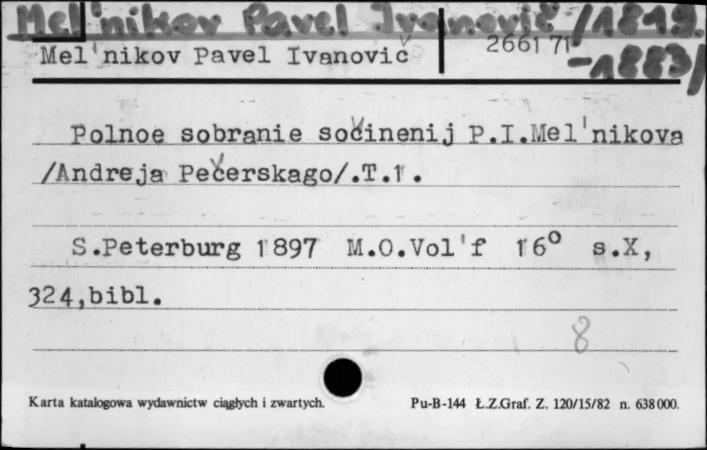 Mel'nikov Pavel Ivanovič /1819
-1883/
Mel'nikov Pavel Ivanovič 2661 71
Polnoe sobranie sočinenij P.I.Mel'nikova
/Andreja Pečerskago/.T.1.
S.Peterburg 1897 M.O.Vol'f 16° s.X,
324,bibl.
8
Karta katalogowa wydawnictw ciągłych i zwartych. Pu-B-144 Ł.Z.Graf. Z. 120/15/82 n. 638000.